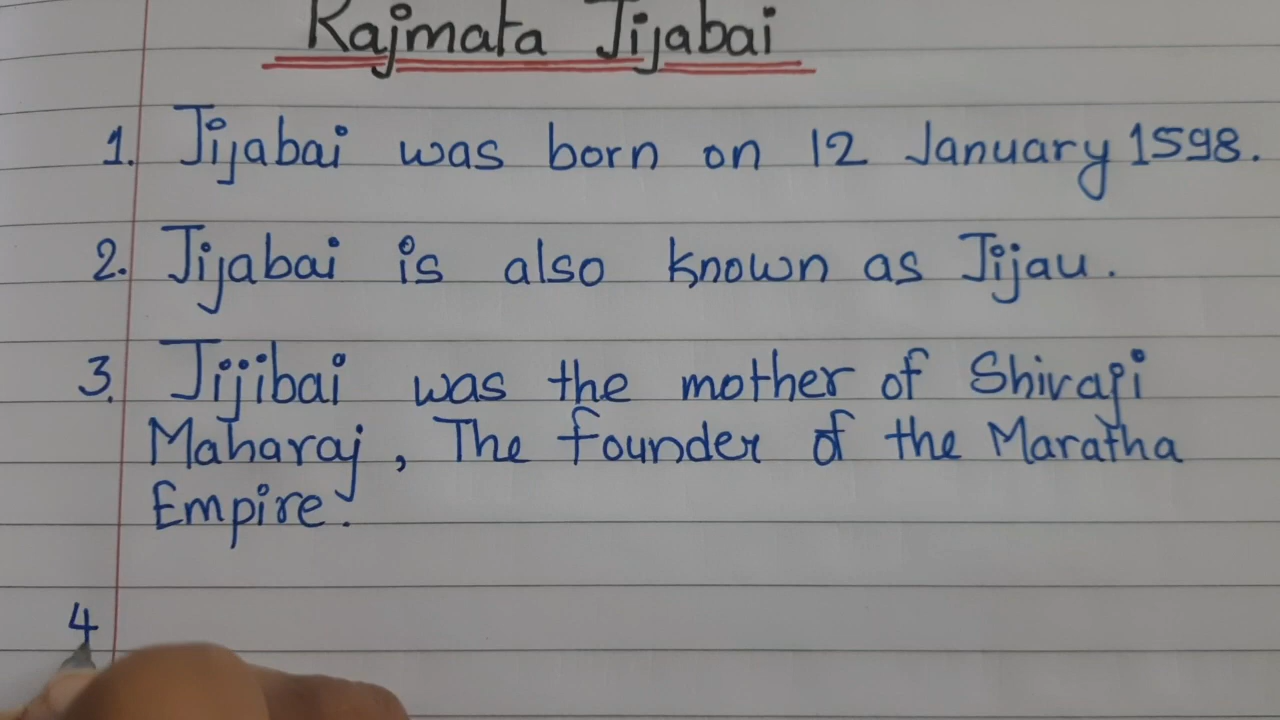 Rajmata Jijabai
1. Jijabai was born on 12 January 1598.
2. Jijabai is also known as Jijau.
3. Jijibai was the mother of Shivaji
Maharaj, The founder of the Maratha
Empire.
4